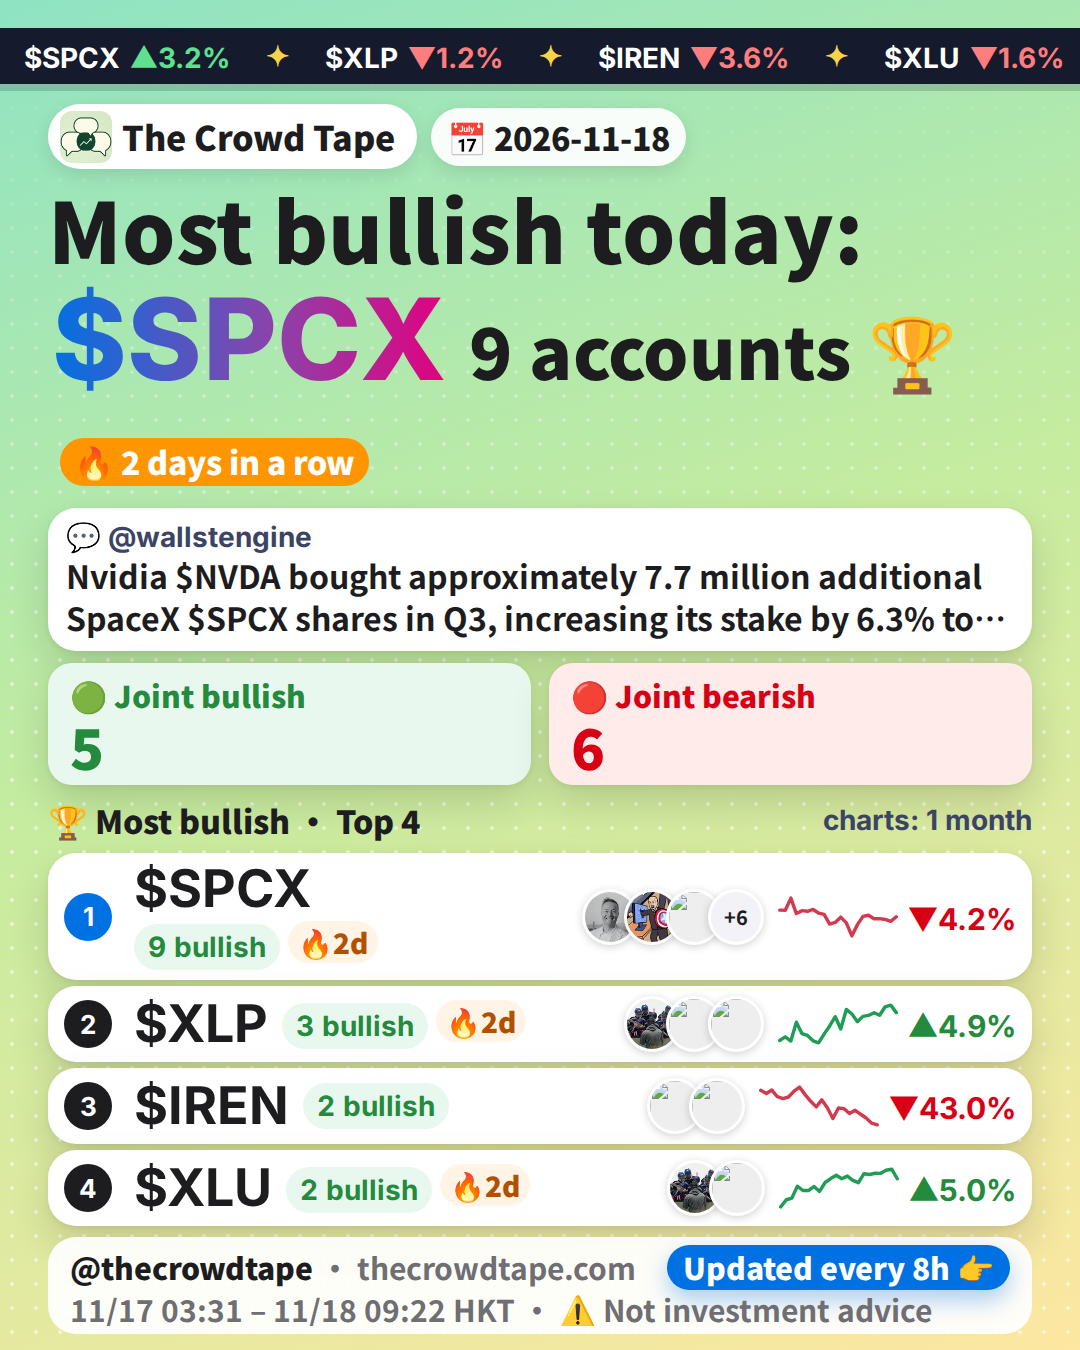 $SPCX ▲3.2% ✦ $XLP ▼1.2% ✦ $IREN ▼3.6% ✦ $XLU ▼1.6%
The Crowd Tape 📅 2026-11-18
Most bullish today:
$SPCX 9 accounts 🏆
🔥 2 days in a row
💬 @wallstengine
Nvidia $NVDA bought approximately 7.7 million additional
SpaceX $SPCX shares in Q3, increasing its stake by 6.3% to…
🟢 Joint bullish
5
🔴 Joint bearish
6
🏆 Most bullish • Top 4
charts: 1 month
1 $SPCX
9 bullish 🔥2d +6 ▼4.2%
2 $XLP 3 bullish 🔥2d ▲4.9%
3 $IREN 2 bullish ▼43.0%
4 $XLU 2 bullish 🔥2d ▲5.0%
@thecrowdtape • thecrowdtape.com Updated every 8h 👉
11/17 03:31 – 11/18 09:22 HKT • ⚠️ Not investment advice